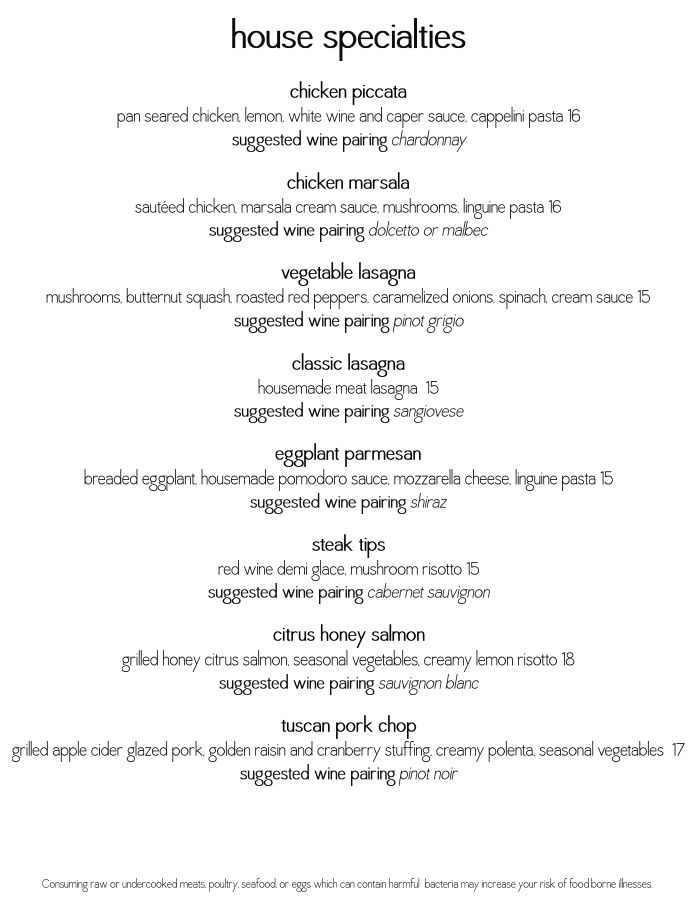 house specialties
chicken piccata
pan seared chicken, lemon, white wine and caper sauce, cappelini pasta 16
suggested wine pairing chardonnay
chicken marsala
sautéed chicken, marsala cream sauce, mushrooms, linguine pasta 16
suggested wine pairing dolcetto or malbec
vegetable lasagna
mushrooms, butternut squash, roasted red peppers, caramelized onions, spinach, cream sauce 15
suggested wine pairing pinot grigio
classic lasagna
housemade meat lasagna 15
suggested wine pairing sangiovese
eggplant parmesan
breaded eggplant, housemade pomodoro sauce, mozzarella cheese, linguine pasta 15
suggested wine pairing shiraz
steak tips
red wine demi glace, mushroom risotto 15
suggested wine pairing cabernet sauvignon
citrus honey salmon
grilled honey citrus salmon, seasonal vegetables, creamy lemon risotto 18
suggested wine pairing sauvignon blanc
tuscan pork chop
grilled apple cider glazed pork, golden raisin and cranberry stuffing, creamy polenta, seasonal vegetables 17
suggested wine pairing pinot noir
Consuming raw or undercooked meats, poultry, seafood, or eggs which can contain harmful bacteria may increase your risk of foodborne illnesses.